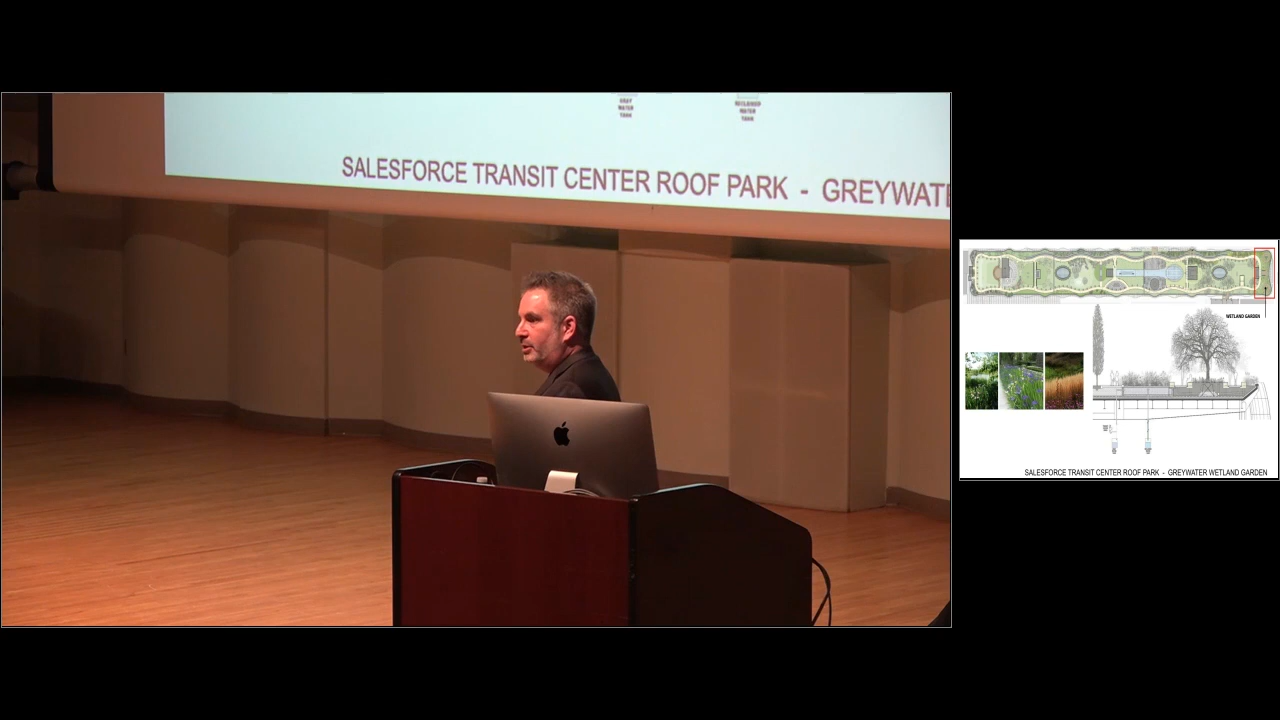 GREY
WATER
TANK
RECLAIMED
WATER
TANK
SALESFORCE TRANSIT CENTER ROOF PARK - GREYWATE
WETLAND GARDEN
SALESFORCE TRANSIT CENTER ROOF PARK - GREYWATER WETLAND GARDEN